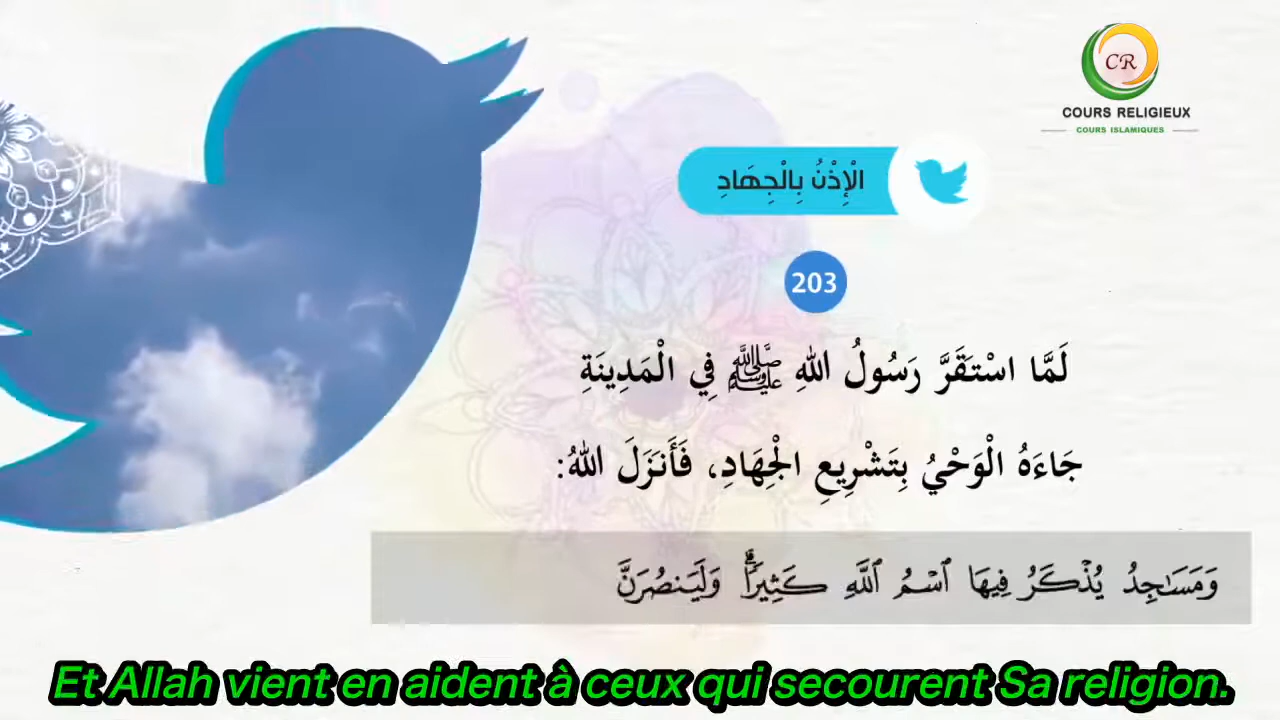 CR
COURS RELIGIEUX
COURS ISLAMIQUES
الْإِذْنُ بِالْجِهَادِ
203
لَمَّا اسْتَقَرَّ رَسُولُ اللهِ ﷺ فِي الْمَدِينَةِ
جَاءَهُ الْوَحْيُ بِتَشْرِيعِ الْجِهَادِ، فَأَنزَلَ اللهُ:
وَمَسَـٰجِدُ يُذْكَرُ فِيهَا ٱسْمُ ٱللَّهِ كَثِيرًاۗ وَلَيَنصُرَنَّ
Et Allah vient en aident à ceux qui secourent Sa religion.